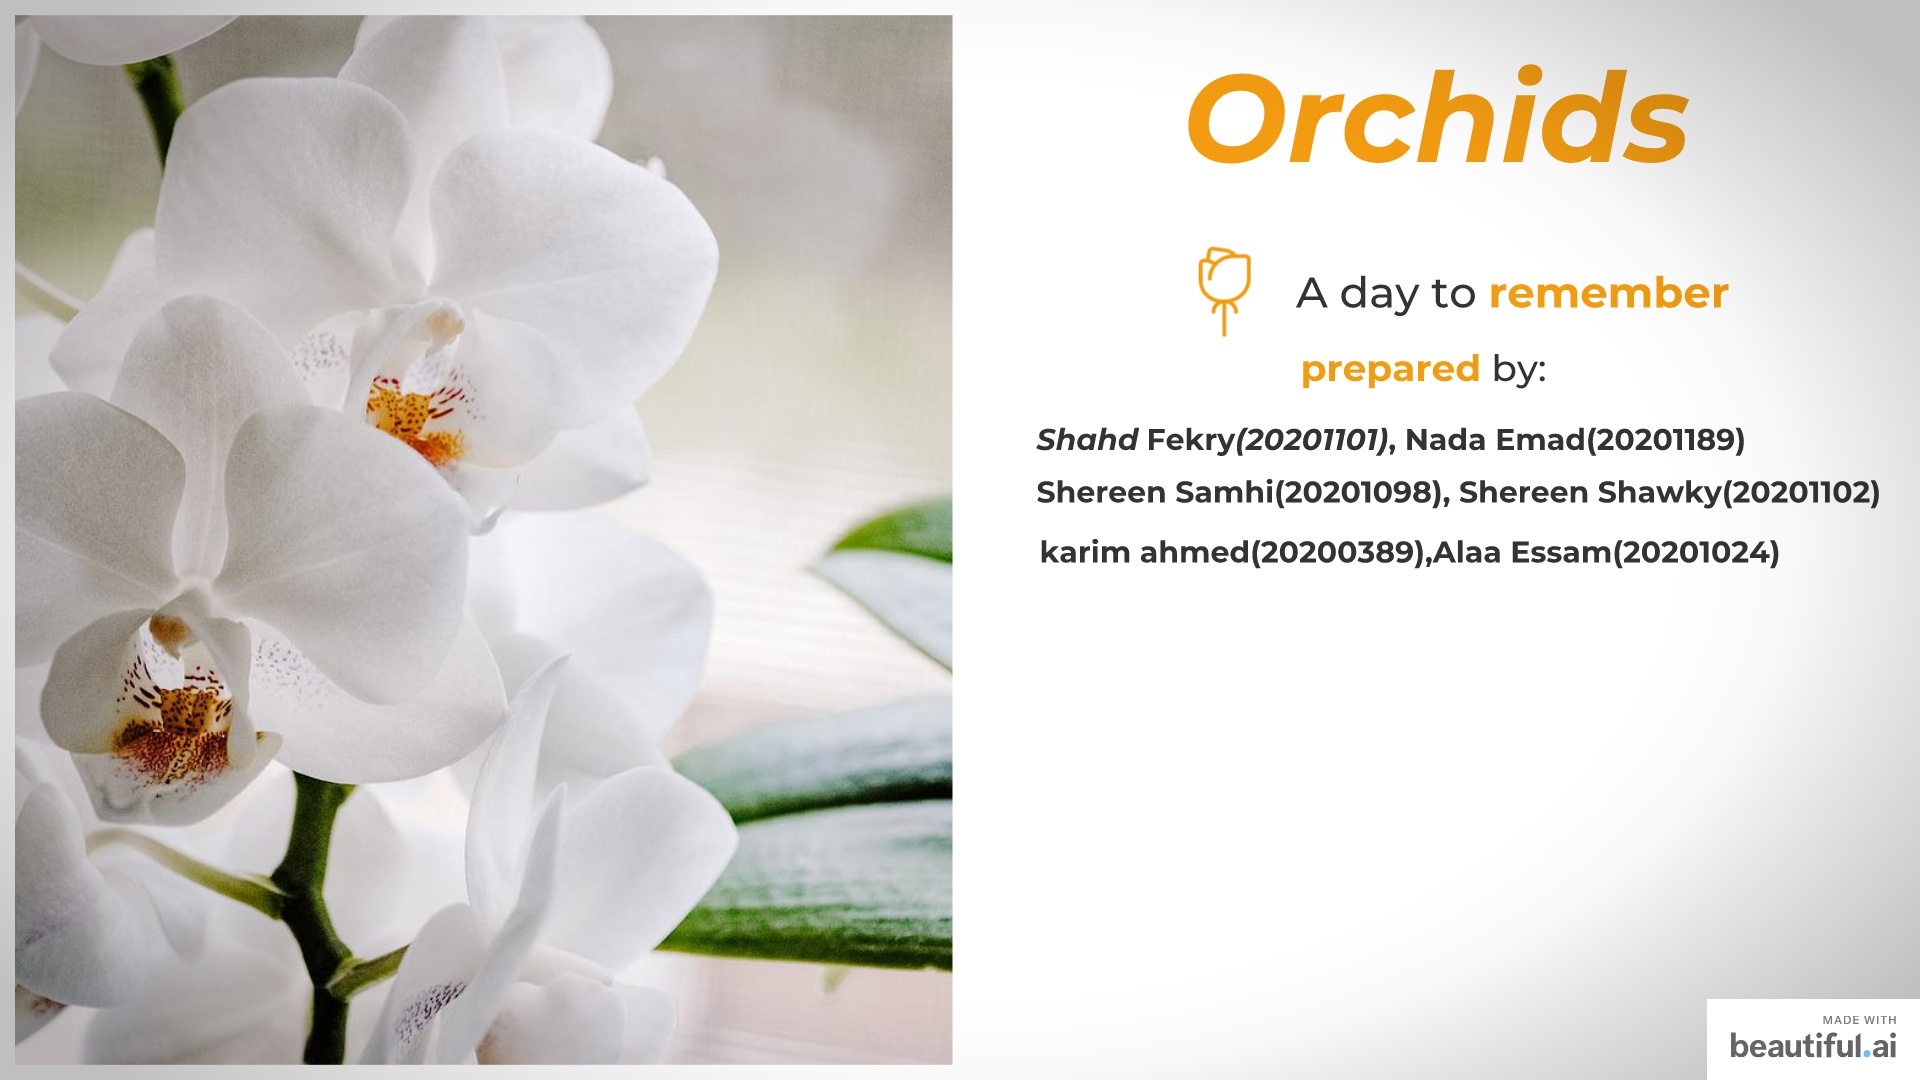 Orchids
A day to remember
prepared by:
Shahd Fekry(20201101), Nada Emad(20201189)
Shereen Samhi(20201098), Shereen Shawky(20201102)
karim ahmed(20200389),Alaa Essam(20201024)
MADE WITH
beautiful.ai